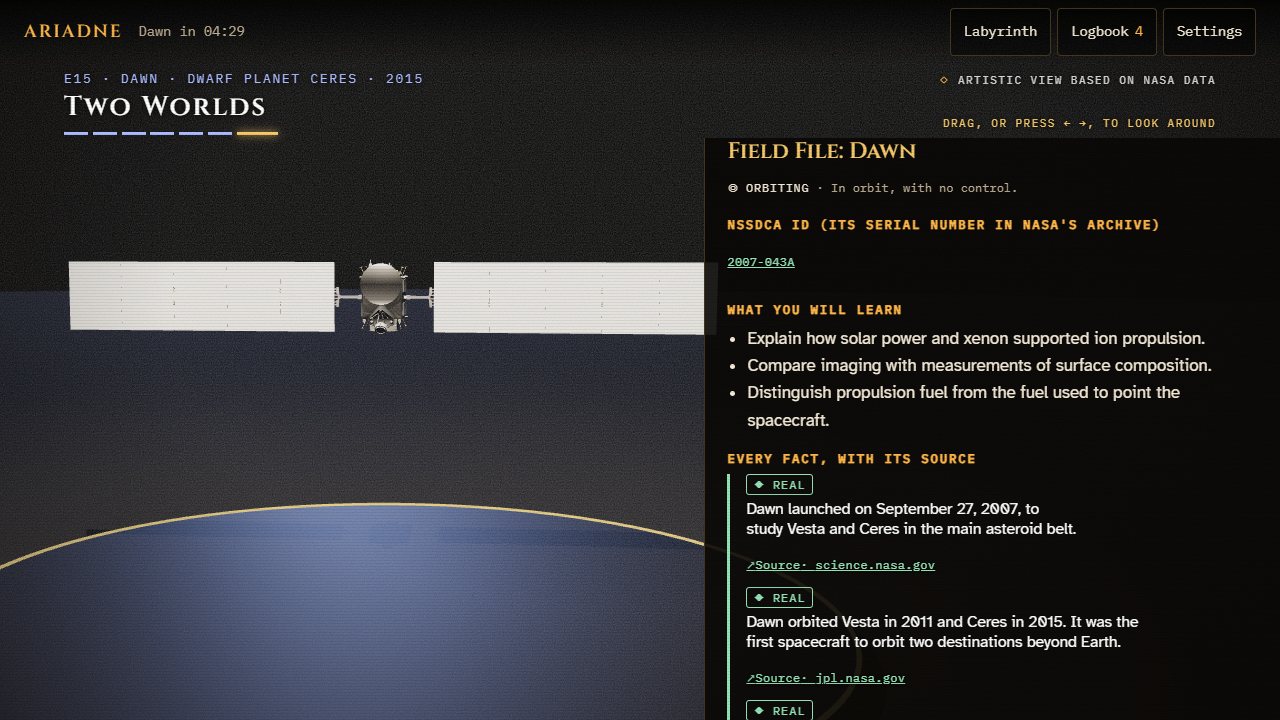 ARIADNE Dawn in 04:29
Labyrinth Logbook 4 Settings
E15 · DAWN · DWARF PLANET CERES · 2015
Two Worlds
◇ ARTISTIC VIEW BASED ON NASA DATA
DRAG, OR PRESS ← →, TO LOOK AROUND
Field File: Dawn
ORBITING · In orbit, with no control.
NSSDCA ID (ITS SERIAL NUMBER IN NASA'S ARCHIVE)
2007-043A
WHAT YOU WILL LEARN
• Explain how solar power and xenon supported ion propulsion.
• Compare imaging with measurements of surface composition.
• Distinguish propulsion fuel from the fuel used to point the
spacecraft.
EVERY FACT, WITH ITS SOURCE
◆ REAL
Dawn launched on September 27, 2007, to
study Vesta and Ceres in the main asteroid belt.
↗Source· science.nasa.gov
◆ REAL
Dawn orbited Vesta in 2011 and Ceres in 2015. It was the
first spacecraft to orbit two destinations beyond Earth.
↗Source· jpl.nasa.gov
◆ REAL